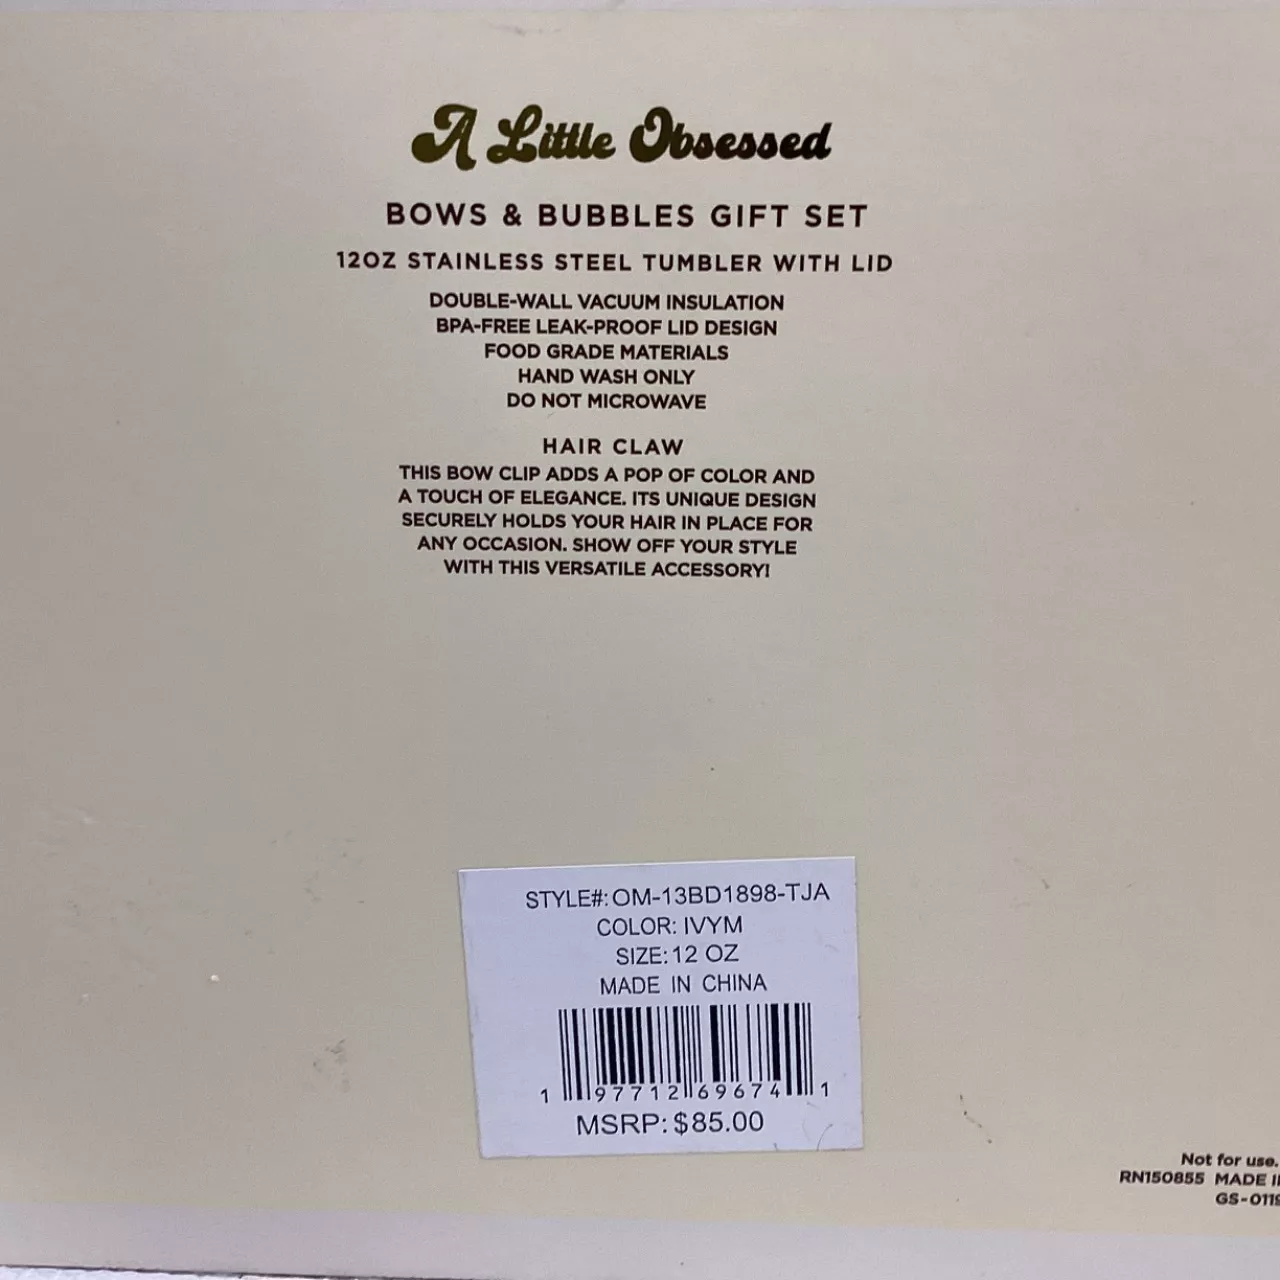 A Little Obsessed
BOWS & BUBBLES GIFT SET
12OZ STAINLESS STEEL TUMBLER WITH LID
DOUBLE-WALL VACUUM INSULATION
BPA-FREE LEAK-PROOF LID DESIGN
FOOD GRADE MATERIALS
HAND WASH ONLY
DO NOT MICROWAVE
HAIR CLAW
THIS BOW CLIP ADDS A POP OF COLOR AND
A TOUCH OF ELEGANCE. ITS UNIQUE DESIGN
SECURELY HOLDS YOUR HAIR IN PLACE FOR
ANY OCCASION. SHOW OFF YOUR STYLE
WITH THIS VERSATILE ACCESSORY!
STYLE#: OM-13BD1898-TJA
COLOR: IVYM
SIZE: 12 OZ
MADE IN CHINA
1 97712 69674 1
MSRP: $85.00
Not for use.
RN150855 MADE
GS-0119